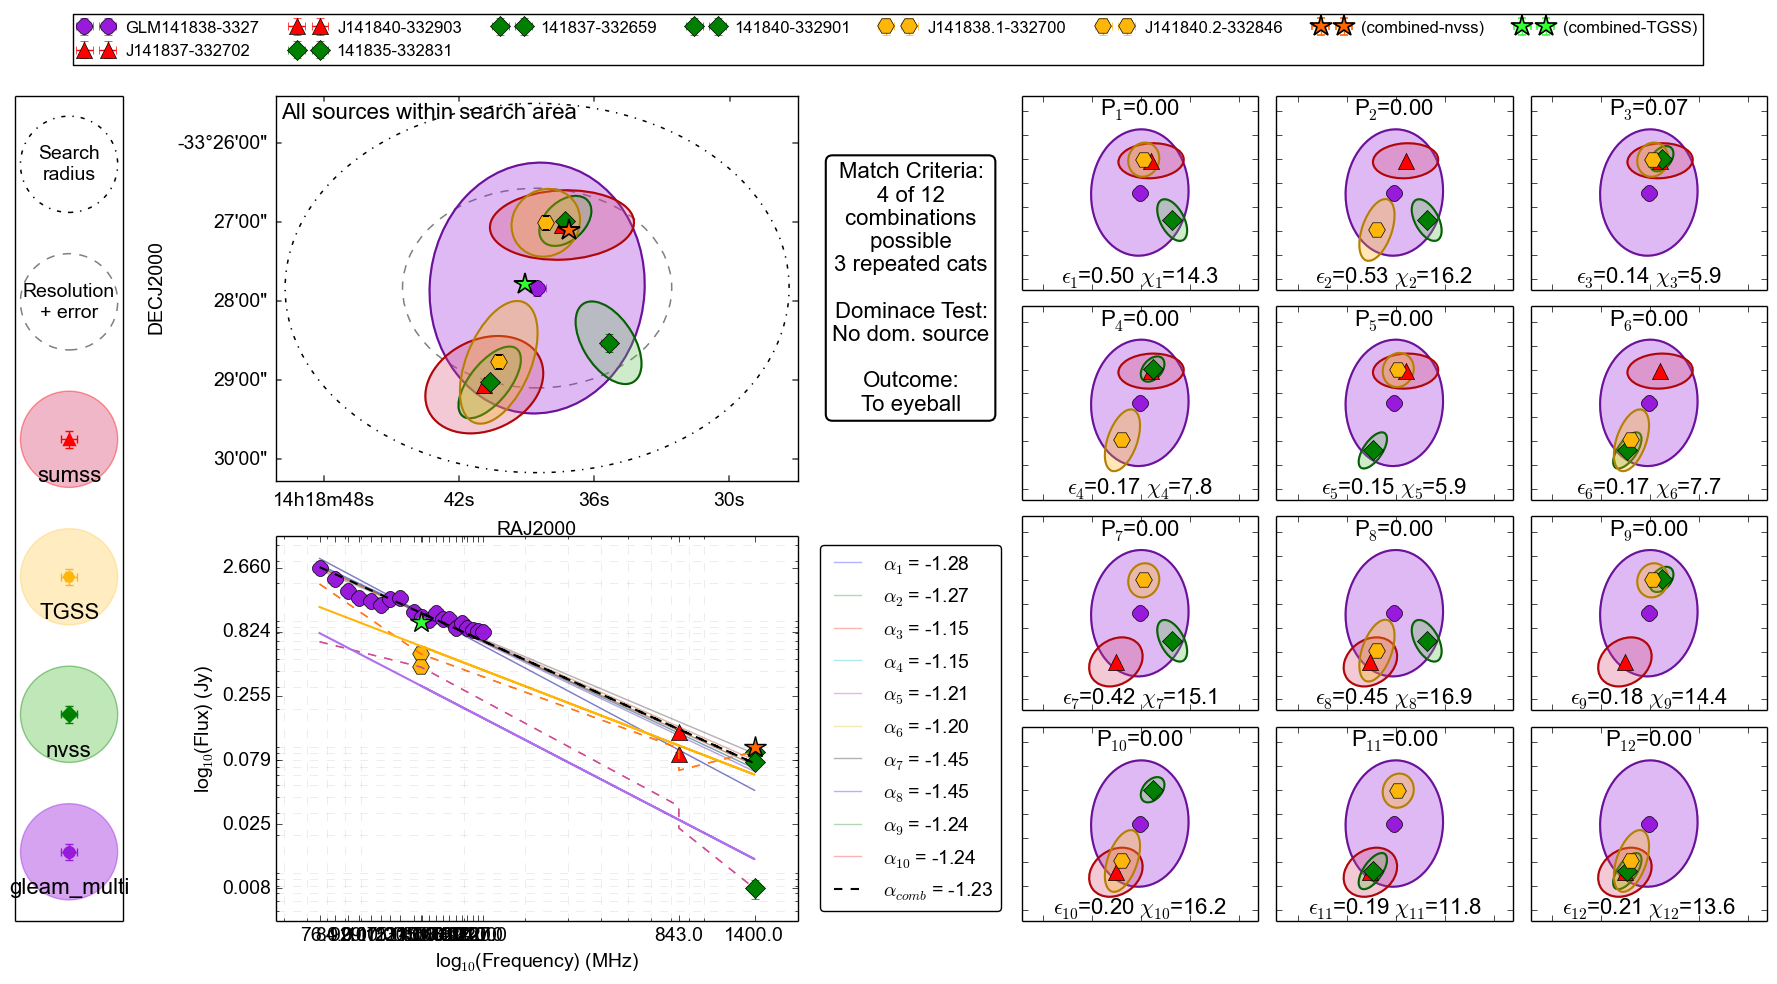 GLM141838-3327
J141840-332903
141837-332659
141840-332901
J141838.1-332700
J141840.2-332846
(combined-nvss)
(combined-TGSS)
J141837-332702
141835-332831
Search
radius
Resolution
+ error
sumss
TGSS
nvss
gleam_multi
All sources within search area
DECJ2000
-33°26'00"
27'00"
28'00"
29'00"
30'00"
14h18m48s
42s
36s
30s
RAJ2000
Match Criteria:
4 of 12
combinations
possible
3 repeated cats
Dominace Test:
No dom. source
Outcome:
To eyeball
log10(Flux) (Jy)
2.660
0.824
0.255
0.079
0.025
0.008
843.0
1400.0
log10(Frequency) (MHz)
α1 = -1.28
α2 = -1.27
α3 = -1.15
α4 = -1.15
α5 = -1.21
α6 = -1.20
α7 = -1.45
α8 = -1.45
α9 = -1.24
α10 = -1.24
αcomb = -1.23
P1=0.00
ϵ1=0.50 χ1=14.3
P2=0.00
ϵ2=0.53 χ2=16.2
P3=0.07
ϵ3=0.14 χ3=5.9
P4=0.00
ϵ4=0.17 χ4=7.8
P5=0.00
ϵ5=0.15 χ5=5.9
P6=0.00
ϵ6=0.17 χ6=7.7
P7=0.00
ϵ7=0.42 χ7=15.1
P8=0.00
ϵ8=0.45 χ8=16.9
P9=0.00
ϵ9=0.18 χ9=14.4
P10=0.00
ϵ10=0.20 χ10=16.2
P11=0.00
ϵ11=0.19 χ11=11.8
P12=0.00
ϵ12=0.21 χ12=13.6